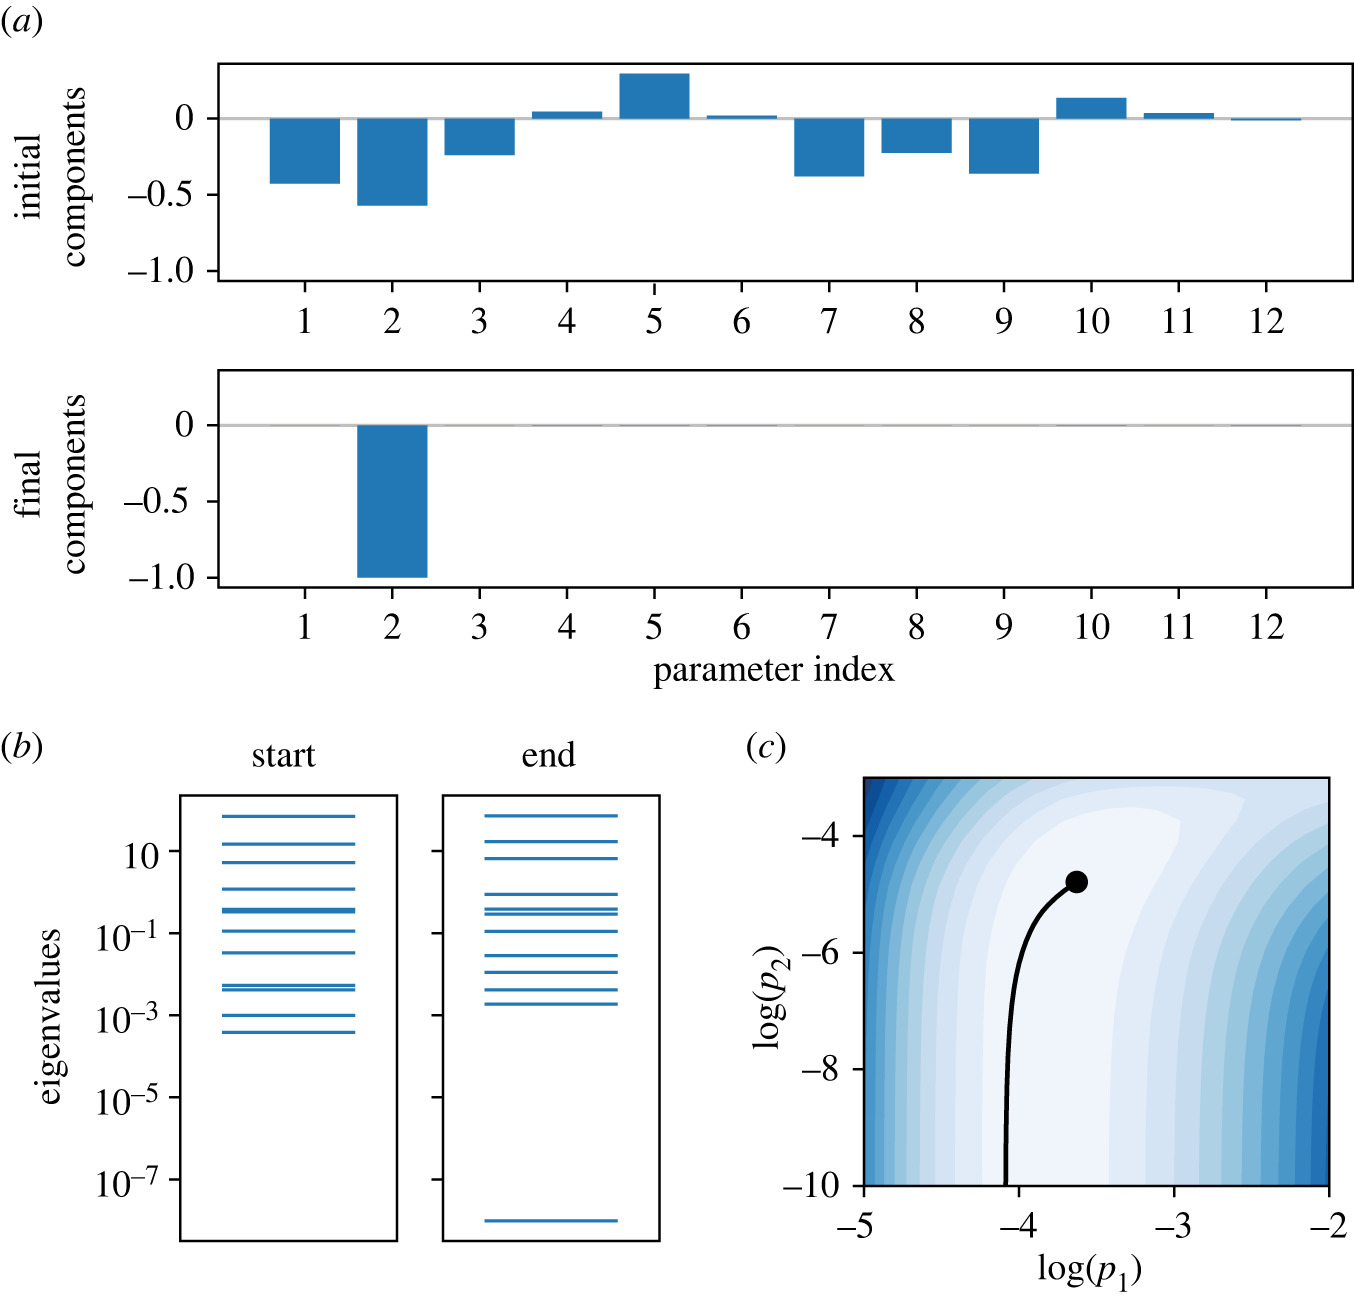 (a)
initial
components
0
–0.5
–1.0
1 2 3 4 5 6 7 8 9 10 11 12
final
components
0
–0.5
–1.0
1 2 3 4 5 6 7 8 9 10 11 12
parameter index
(b)
start
end
eigenvalues
10
10⁻¹
10⁻³
10⁻⁵
10⁻⁷
(c)
log(p₂)
–4
–6
–8
–10
–5 –4 –3 –2
log(p₁)